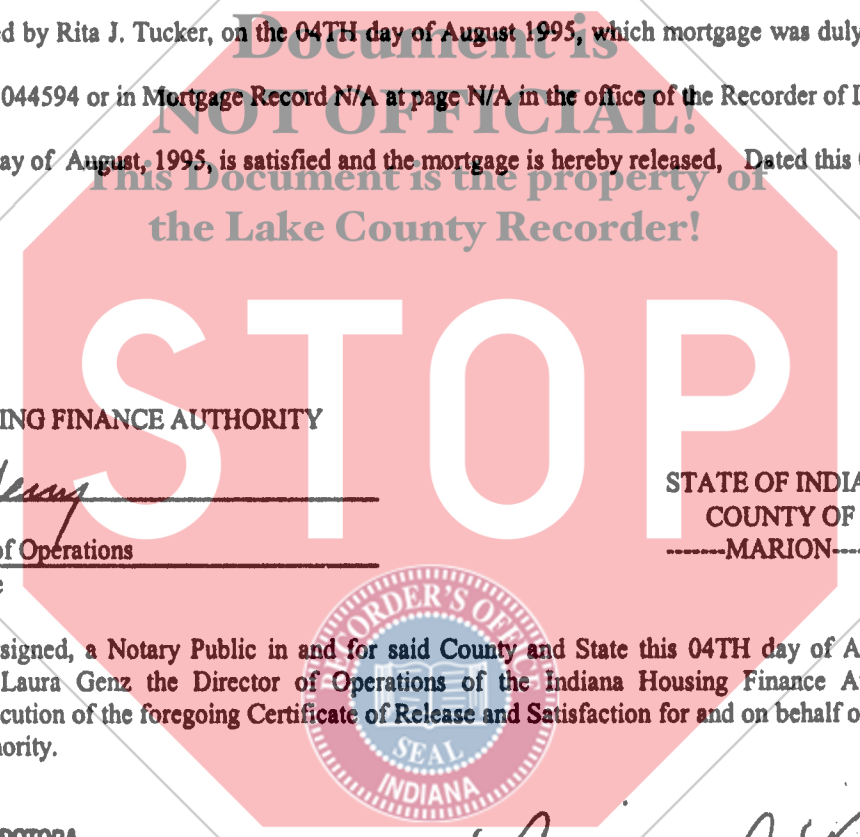 ed by Rita J. Tucker, on the 04TH day of August 1995, which mortgage was duly
Document is
044594 or in Mortgage Record N/A at page N/A in the office of the Recorder of
NOT OFFICIAL!
ay of August, 1995, is satisfied and the mortgage is hereby released, Dated this
This Document is the property of
the Lake County Recorder!
STOP
ING FINANCE AUTHORITY
STATE OF INDIA
COUNTY OF
of Operations
-------MARION----
RECORDER'S OFFICE
signed, a Notary Public in and for said County and State this 04TH day of A
Laura Genz the Director of Operations of the Indiana Housing Finance A
cution of the foregoing Certificate of Release and Satisfaction for and on behalf o
hority.
SEAL
INDIANA